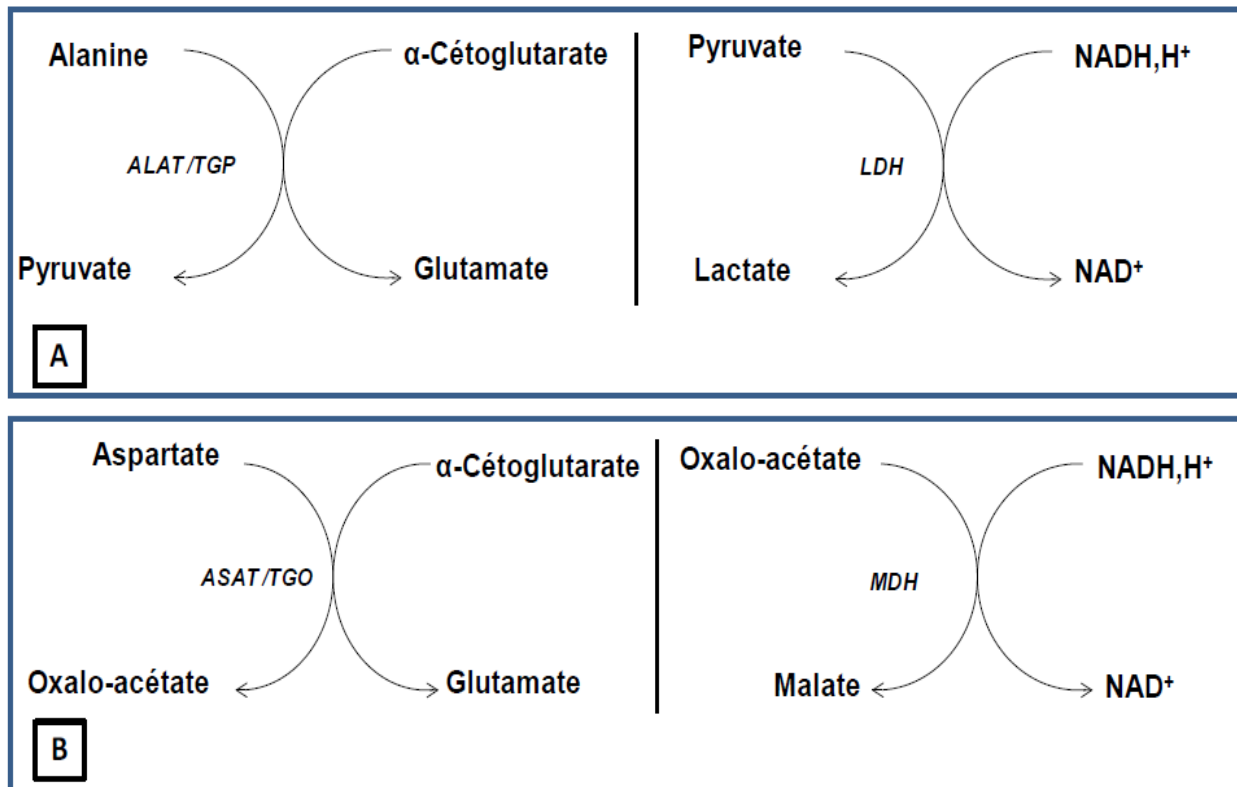 Alanine
α-Cétoglutarate
ALAT/TGP
Pyruvate
Glutamate
Pyruvate
NADH,H⁺
LDH
Lactate
NAD⁺
A
Aspartate
α-Cétoglutarate
ASAT/TGO
Oxalo-acétate
Glutamate
Oxalo-acétate
NADH,H⁺
MDH
Malate
NAD⁺
B